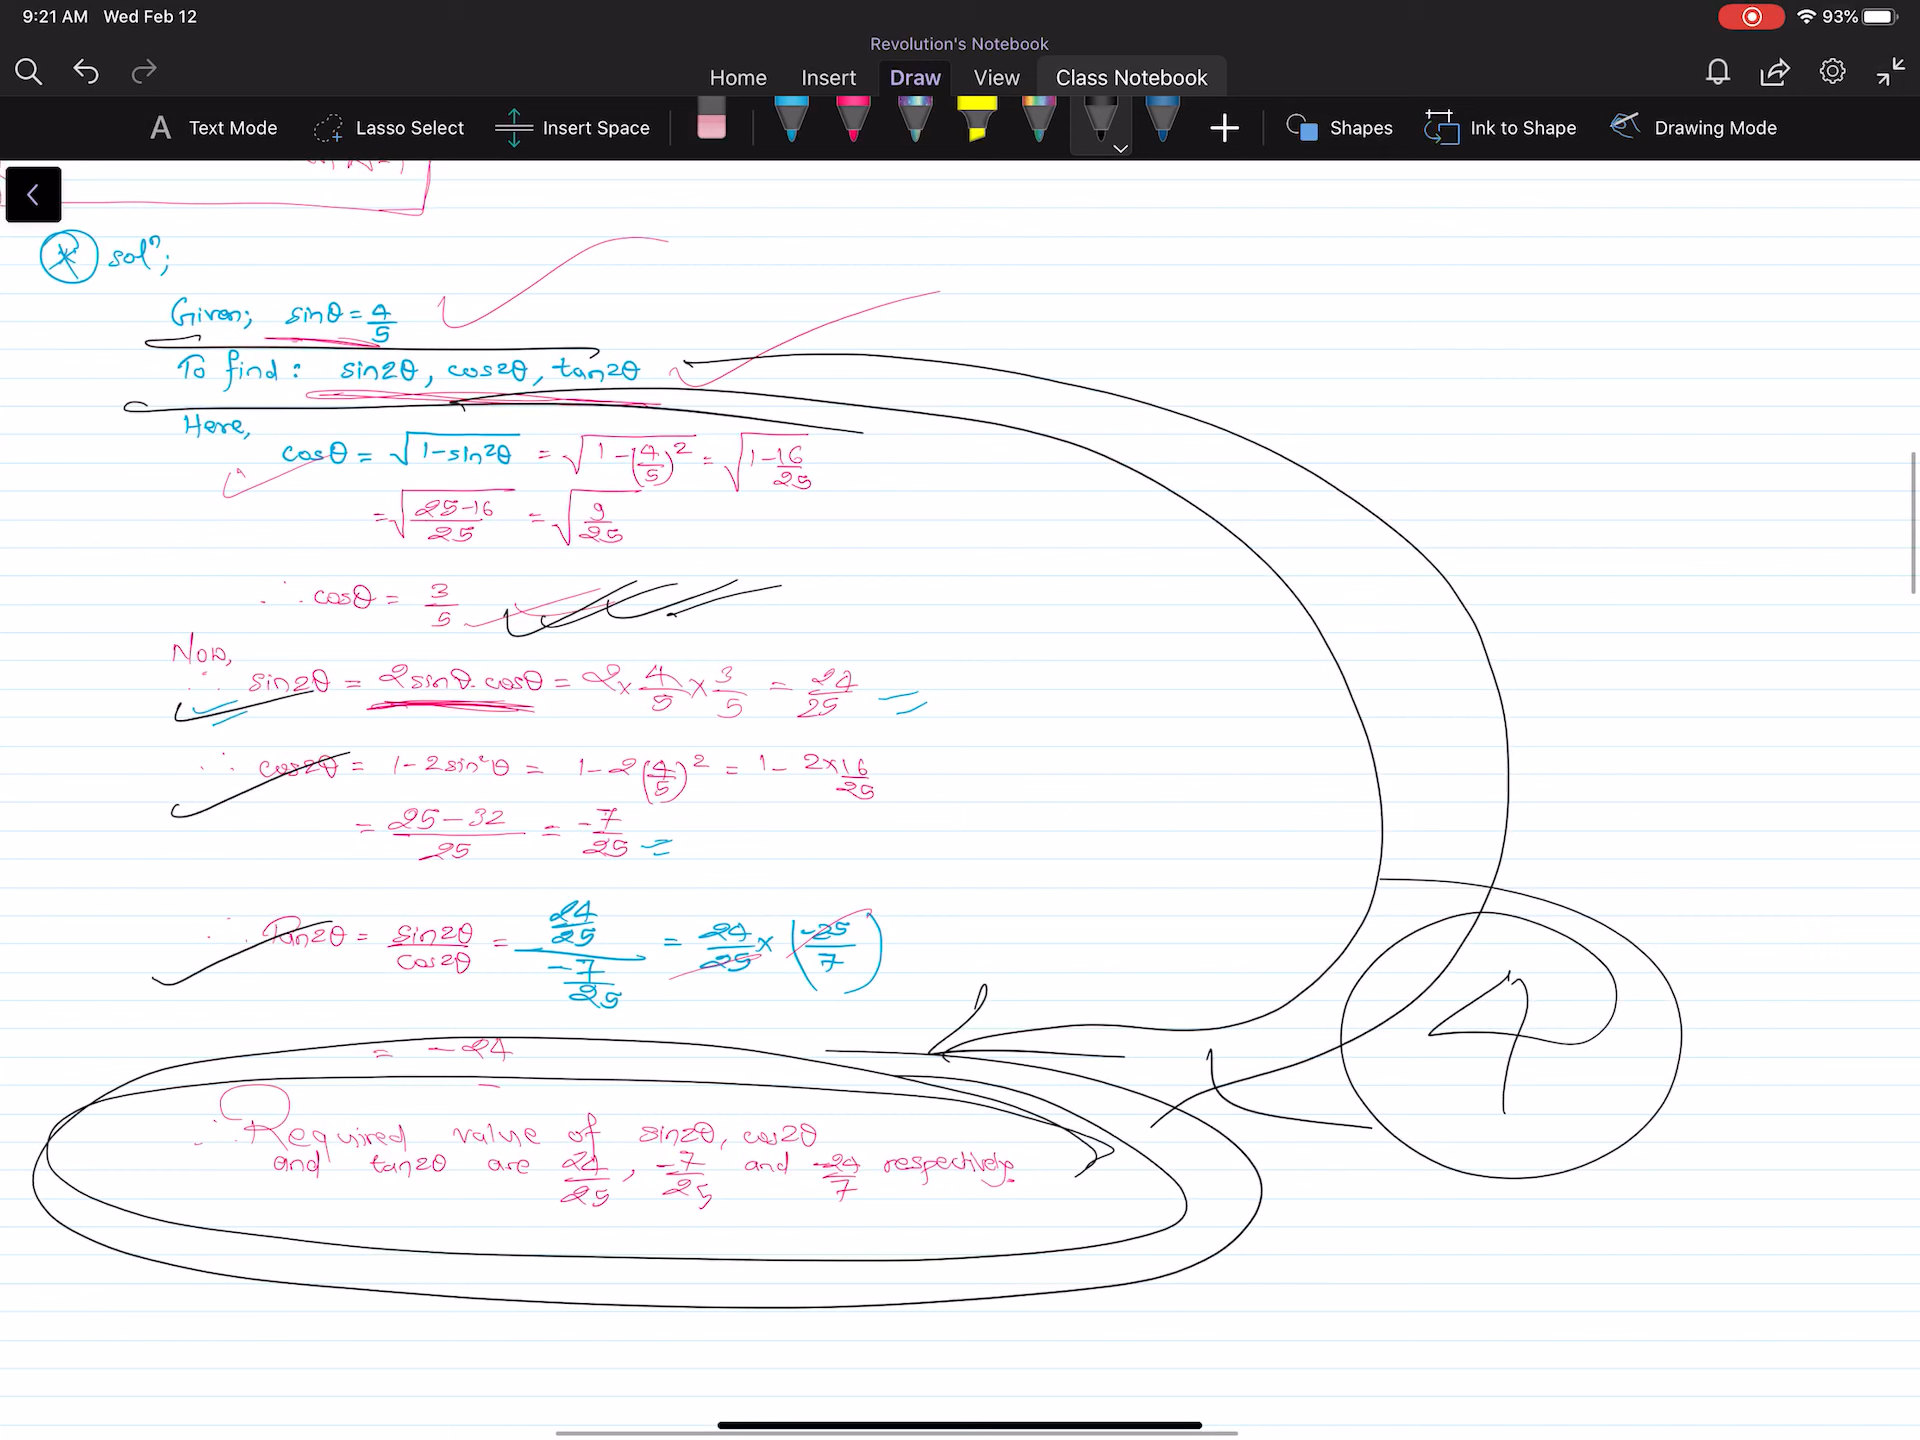 9:21 AM Wed Feb 12
93%
Revolution's Notebook
Home Insert Draw View Class Notebook
Text Mode Lasso Select Insert Space Shapes Ink to Shape Drawing Mode
* solⁿ;
Given; sinθ = 4/5
To find: sin2θ, cos2θ, tan2θ
Here,
cosθ = √(1-sin²θ) = √(1-(4/5)²) = √(1-16/25)
= √((25-16)/25) = √(9/25)
∴ cosθ = 3/5
Now,
∴ sin2θ = 2sinθ.cosθ = 2×4/5×3/5 = 24/25
∴ cos2θ = 1-2sin²θ = 1-2(4/5)² = 1-2×16/25
= (25-32)/25 = -7/25
∴ Tan2θ = sin2θ/cos2θ = (24/25)/(-7/25) = 24/25 × (-25/7)
= -24
∴ Required value of sin2θ, cos2θ
and tan2θ are 24/25, -7/25 and -24/7 respectively.